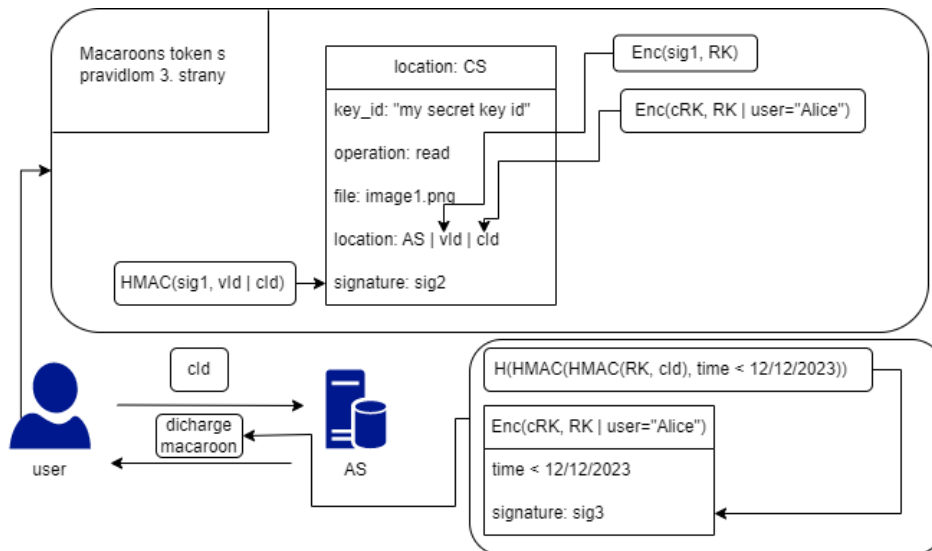 Macaroons token s
pravidlom 3. strany
location: CS
Enc(sig1, RK)
key_id: "my secret key id"
Enc(cRK, RK | user="Alice")
operation: read
file: image1.png
location: AS | vId | cId
HMAC(sig1, vId | cId)
signature: sig2
cId
H(HMAC(HMAC(RK, cId), time < 12/12/2023))
dicharge
macaroon
Enc(cRK, RK | user="Alice")
user
AS
time < 12/12/2023
signature: sig3